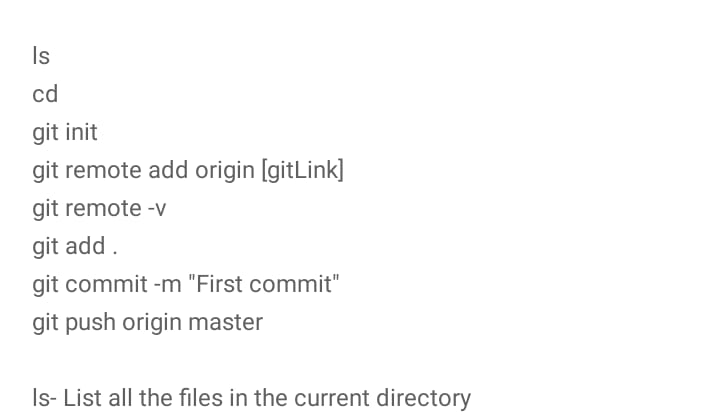 ls
cd
git init
git remote add origin [gitLink]
git remote -v
git add .
git commit -m "First commit"
git push origin master
ls- List all the files in the current directory